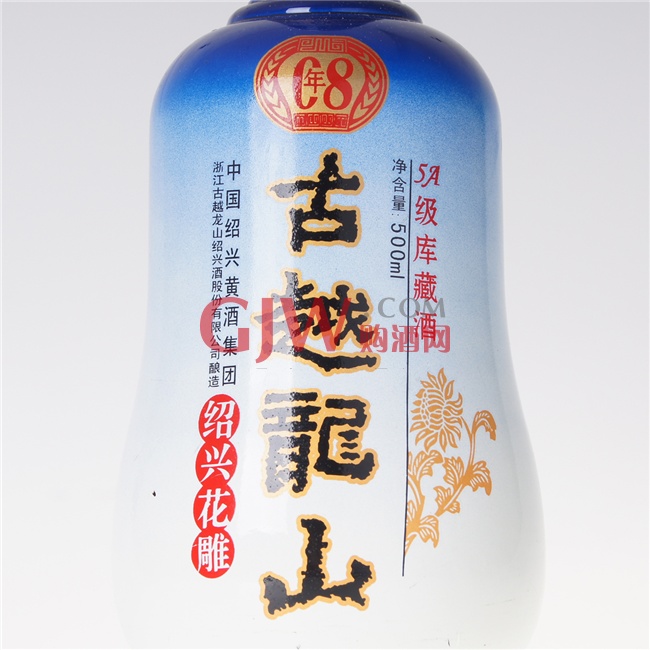 年
08
古越龍山
5A级库藏酒
净含量:500ml
中国绍兴黄酒集团
浙江古越龙山绍兴酒股份有限公司酿造
绍兴花雕
GJW.COM
购酒网